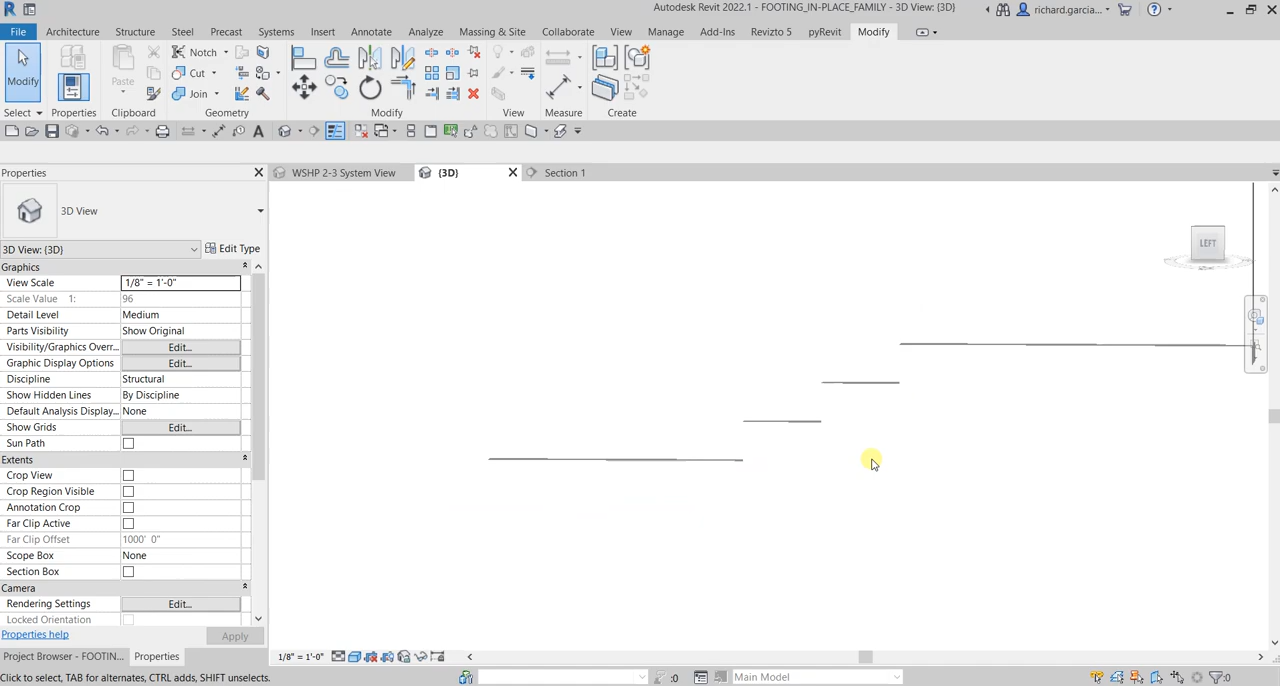 Autodesk Revit 2022.1 - FOOTING_IN-PLACE_FAMILY - 3D View: {3D}
richard.garcia...
File Architecture Structure Steel Precast Systems Insert Annotate Analyze Massing & Site Collaborate View Manage Add-Ins Revizto 5 pyRevit Modify
Modify
Paste
Notch
Cut
Join
Select Properties Clipboard Geometry Modify View Measure Create
Properties
WSHP 2-3 System View
{3D}
Section 1
3D View
3D View: {3D}
Edit Type
Graphics
View Scale 1/8" = 1'-0"
Scale Value 1: 96
Detail Level Medium
Parts Visibility Show Original
Visibility/Graphics Overr... Edit...
Graphic Display Options Edit...
Discipline Structural
Show Hidden Lines By Discipline
Default Analysis Display... None
Show Grids Edit...
Sun Path
Extents
Crop View
Crop Region Visible
Annotation Crop
Far Clip Active
Far Clip Offset 1000' 0"
Scope Box None
Section Box
Camera
Rendering Settings Edit...
Locked Orientation
Properties help
Apply
LEFT
Project Browser - FOOTIN...
Properties
1/8" = 1'-0"
Click to select, TAB for alternates, CTRL adds, SHIFT unselects.
:0
Main Model
:0